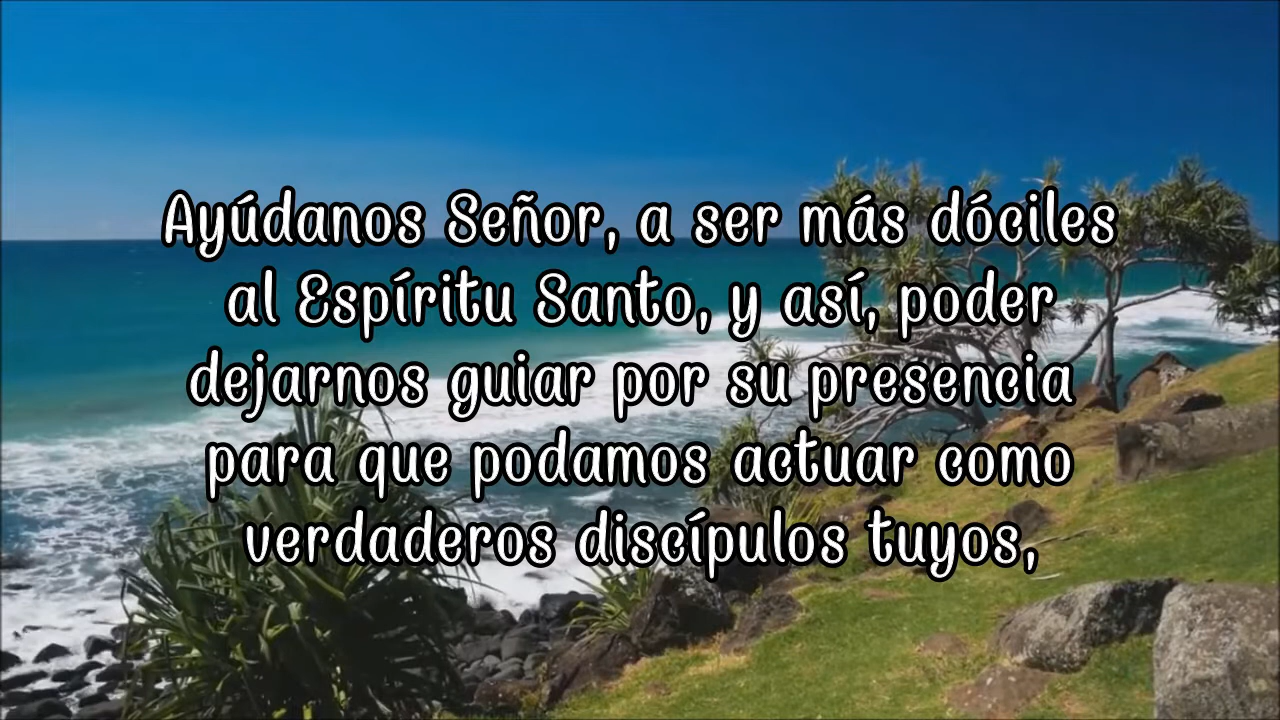 Ayúdanos Señor, a ser más dóciles
al Espíritu Santo, y así, poder
dejarnos guiar por su presencia
para que podamos actuar como
verdaderos discípulos tuyos,